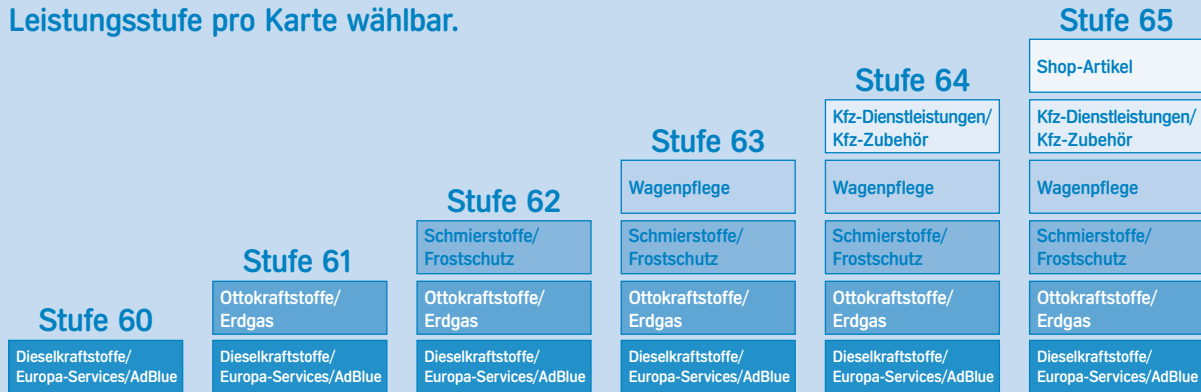 Leistungsstufe pro Karte wählbar.
Stufe 60
Dieselkraftstoffe/
Europa-Services/AdBlue
Stufe 61
Ottokraftstoffe/
Erdgas
Dieselkraftstoffe/
Europa-Services/AdBlue
Stufe 62
Schmierstoffe/
Frostschutz
Ottokraftstoffe/
Erdgas
Dieselkraftstoffe/
Europa-Services/AdBlue
Stufe 63
Wagenpflege
Schmierstoffe/
Frostschutz
Ottokraftstoffe/
Erdgas
Dieselkraftstoffe/
Europa-Services/AdBlue
Stufe 64
Kfz-Dienstleistungen/
Kfz-Zubehör
Wagenpflege
Schmierstoffe/
Frostschutz
Ottokraftstoffe/
Erdgas
Dieselkraftstoffe/
Europa-Services/AdBlue
Stufe 65
Shop-Artikel
Kfz-Dienstleistungen/
Kfz-Zubehör
Wagenpflege
Schmierstoffe/
Frostschutz
Ottokraftstoffe/
Erdgas
Dieselkraftstoffe/
Europa-Services/AdBlue